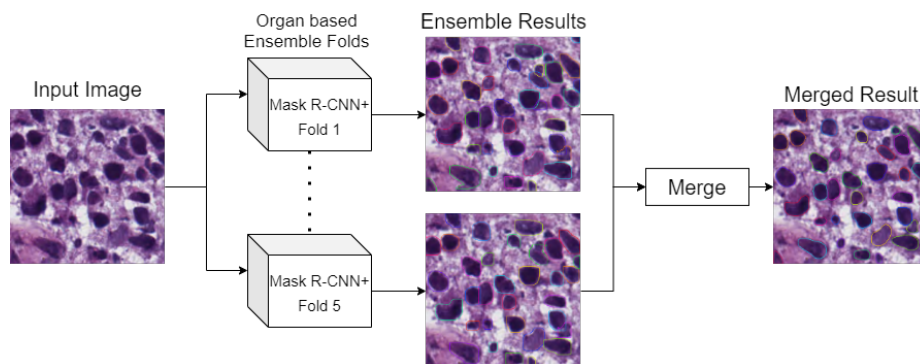 Organ based
Ensemble Folds
Ensemble Results
Input Image
Mask R-CNN+
Fold 1
Merged Result
Merge
Mask R-CNN+
Fold 5